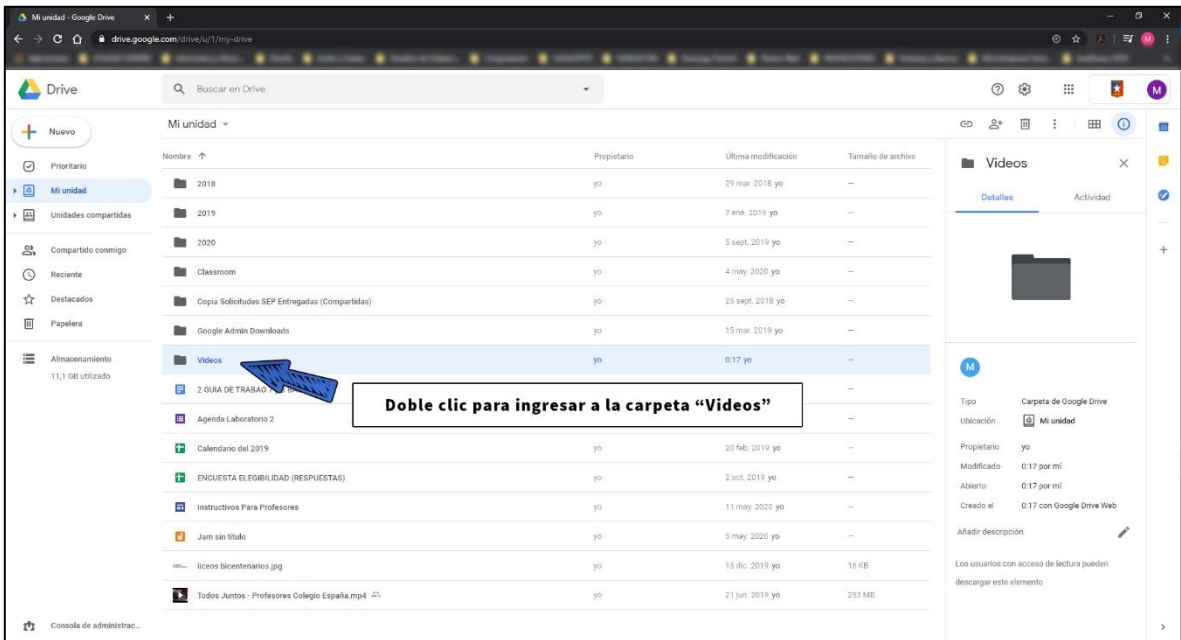 Mi unidad - Google Drive
drive.google.com/drive/u/1/my-drive
Drive
Buscar en Drive
M
Nuevo
Mi unidad
Prioritario
Mi unidad
Unidades compartidas
Compartido conmigo
Reciente
Destacados
Papelera
Almacenamiento
11,1 GB utilizado
Consola de administrac...
Nombre Propietario Última modificación Tamaño de archivo
2018 yo 29 mar. 2018 yo —
2019 yo 7 ene. 2019 yo —
2020 yo 5 sept. 2019 yo —
Classroom yo 4 may. 2020 yo —
Copia Solicitudes SEP Entregadas (Compartidas) yo 25 sept. 2018 yo —
Google Admin Downloads yo 15 mar. 2019 yo —
Videos yo 0:17 yo —
2 GUIA DE TRABAO —
Doble clic para ingresar a la carpeta “Videos”
Agenda Laboratorio 2 —
Calendario del 2019 yo 20 feb. 2019 yo —
ENCUESTA ELEGIBILIDAD (RESPUESTAS) yo 2 oct. 2019 yo —
Instructivos Para Profesores yo 11 may. 2020 yo —
Jam sin título yo 5 may. 2020 yo —
liceos bicentenarios.jpg yo 13 dic. 2019 yo 16 KB
Todos Juntos - Profesores Colegio España.mp4 yo 21 jun. 2019 yo 253 MB
Videos
Detalles Actividad
M
Tipo Carpeta de Google Drive
Ubicación Mi unidad
Propietario yo
Modificado 0:17 por mí
Abierto 0:17 por mí
Creado el 0:17 con Google Drive Web
Añadir descripción
Los usuarios con acceso de lectura pueden
descargar este elemento